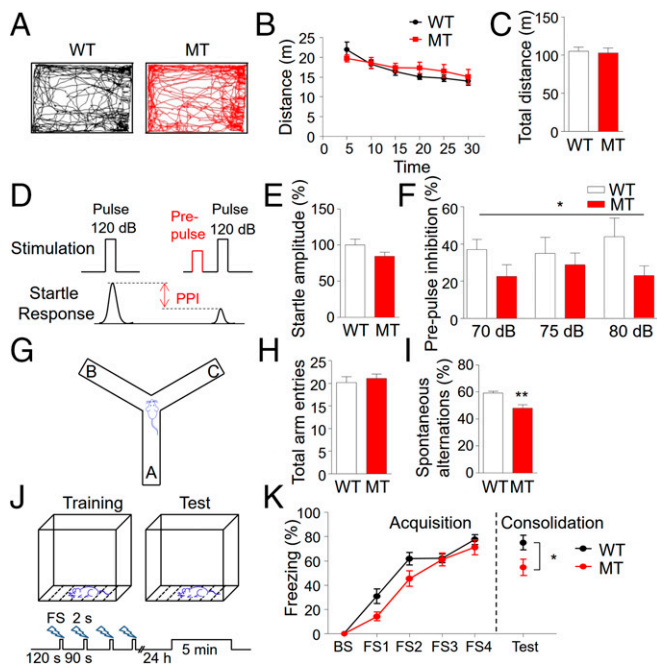 A
WT
MT
B
Distance (m)
25
20
15
10
5
0
0 5 10 15 20 25 30
Time
WT
MT
C
Total distance (m)
150
100
50
0
WT MT
D
Pulse
120 dB
Pre-
pulse
Pulse
120 dB
Stimulation
Startle
Response
PPI
E
Startle amplitude (%)
150
100
50
0
WT MT
F
Pre-pulse inhibition (%)
60
40
20
0
*
WT
MT
70 dB 75 dB 80 dB
G
B
C
A
H
Total arm entries
25
20
15
10
5
0
WT MT
I
Spontaneous
alternations (%)
80
60
40
20
0
**
WT MT
J
Training
Test
FS 2 s
120 s 90 s
24 h
5 min
K
Freezing (%)
100
80
60
40
20
0
Acquisition
Consolidation
*
WT
MT
BS FS1 FS2 FS3 FS4 Test